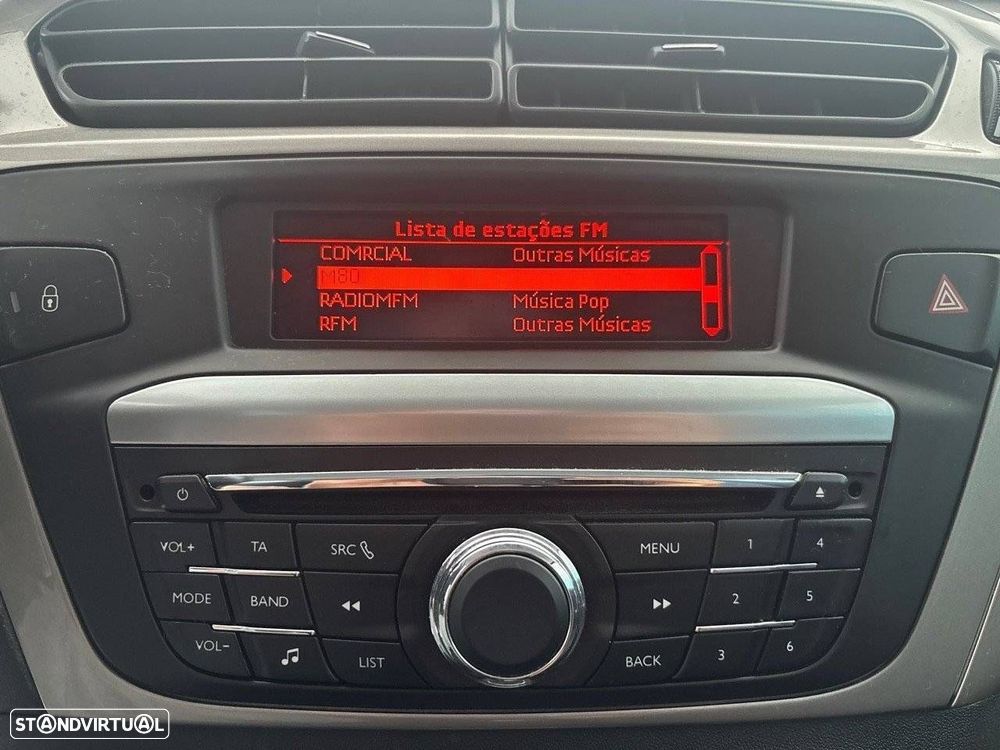 Lista de estações FM
COMRCIAL Outras Músicas
M80
RADIOMFM Música Pop
RFM Outras Músicas
VOL+ TA SRC MENU 1 4
MODE BAND 2 5
VOL- LIST BACK 3 6
STANDVIRTUAL